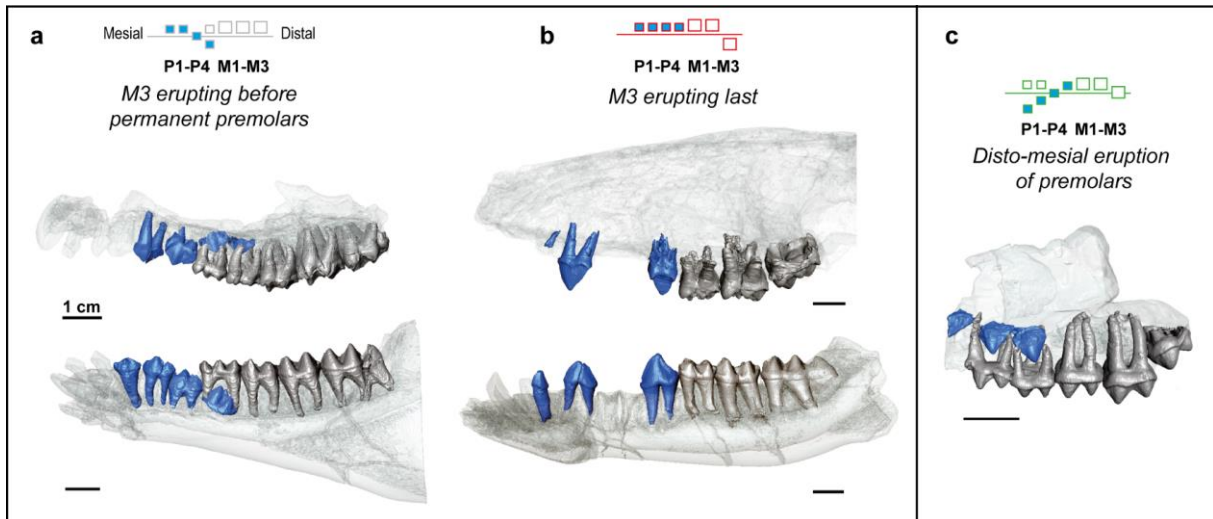 a
Mesial
Distal
P1-P4 M1-M3
M3 erupting before
permanent premolars
1 cm
b
P1-P4 M1-M3
M3 erupting last
c
P1-P4 M1-M3
Disto-mesial eruption
of premolars